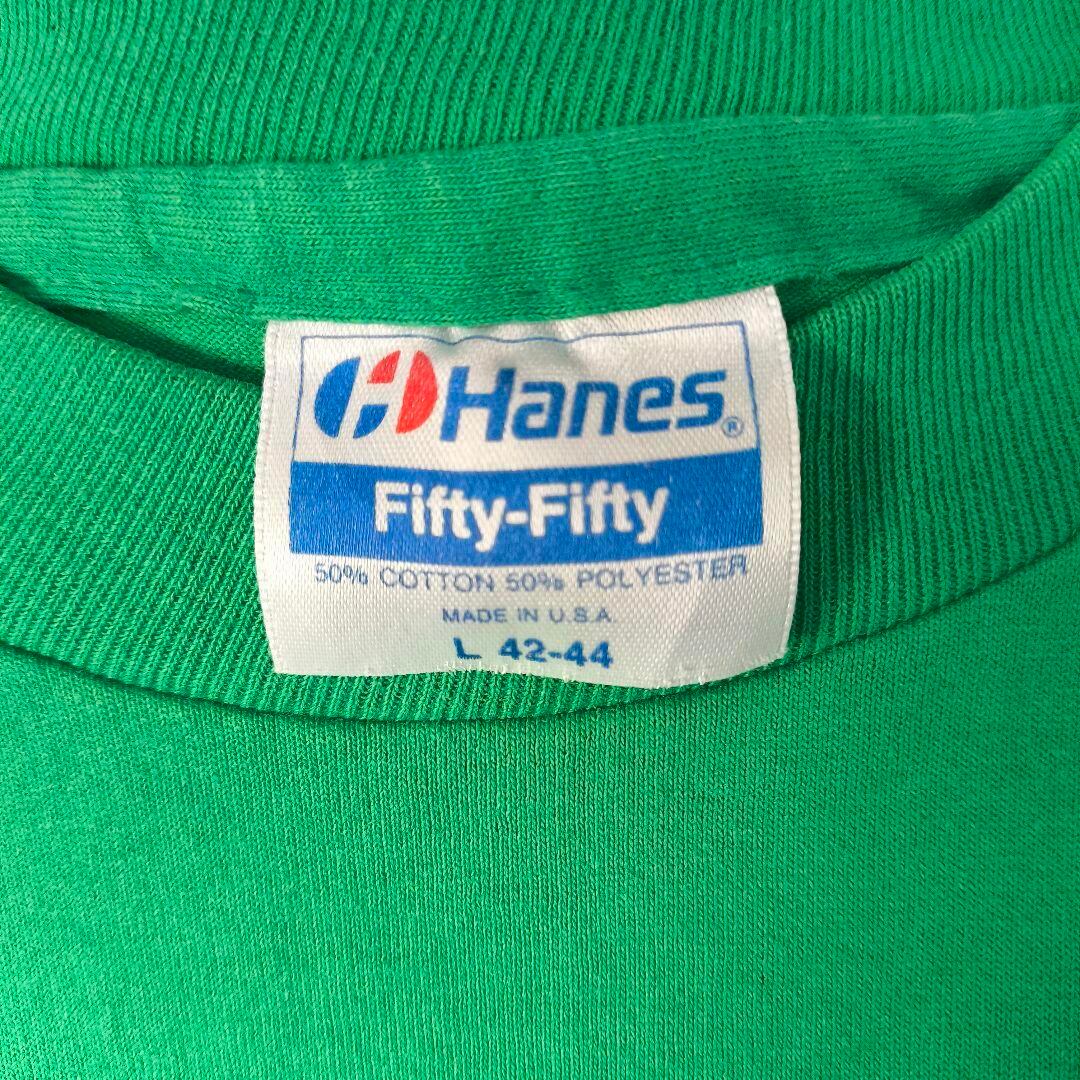 Hanes®
Fifty-Fifty
50% COTTON 50% POLYESTER
MADE IN U.S.A.
L 42-44